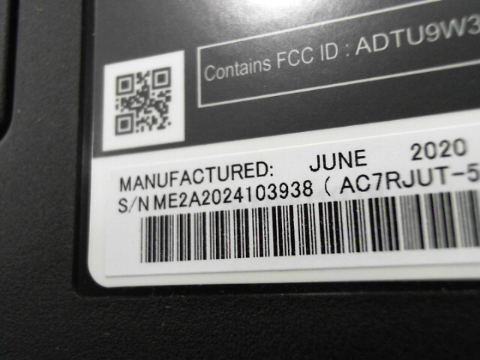 Contains FCC ID : ADTU9W3
MANUFACTURED: JUNE 2020
S/N ME2A2024103938 ( AC7RJUT-5